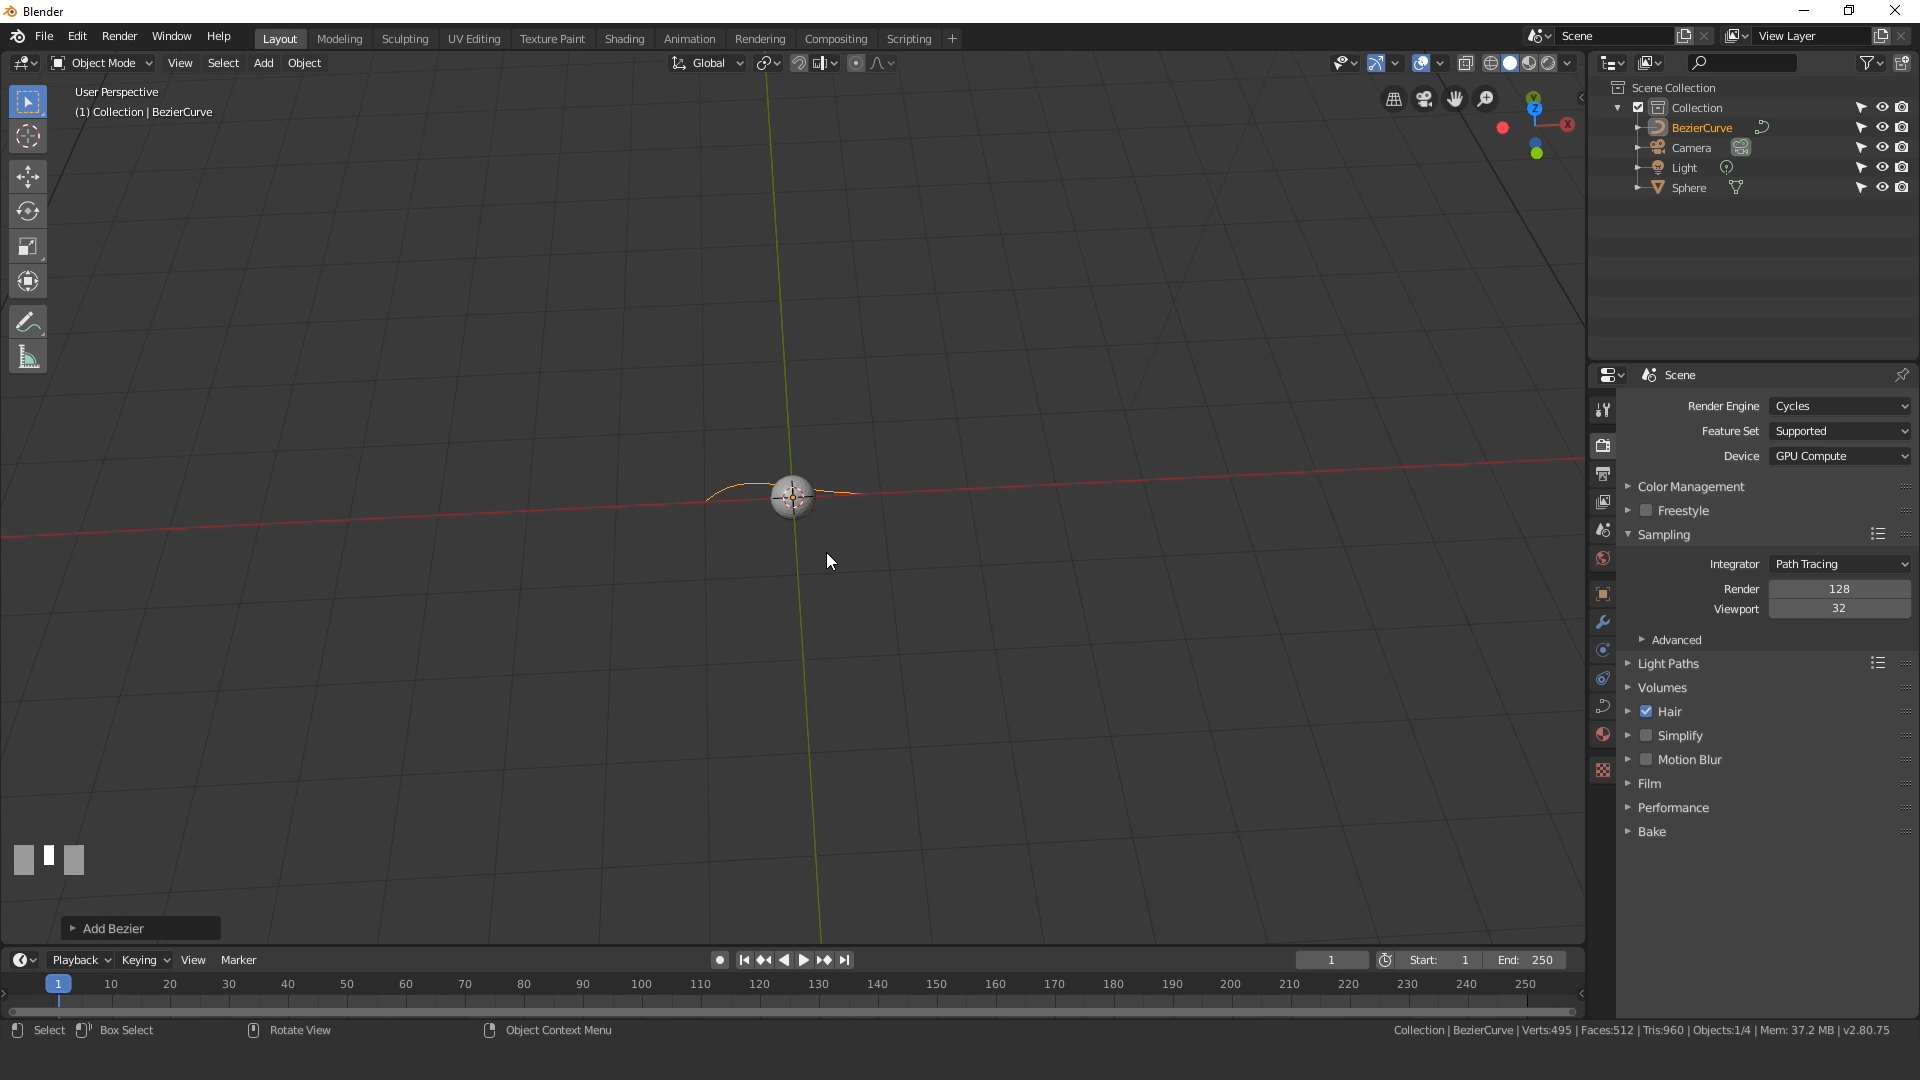 Blender
File Edit Render Window Help Layout Modeling Sculpting UV Editing Texture Paint Shading Animation Rendering Compositing Scripting + Scene View Layer
Object Mode View Select Add Object Global
User Perspective
(1) Collection | BezierCurve
Y
Z
X
Scene Collection
Collection
BezierCurve
Camera
Light
Sphere
Scene
Render Engine Cycles
Feature Set Supported
Device GPU Compute
Color Management
Freestyle
Sampling
Integrator Path Tracing
Render 128
Viewport 32
Advanced
Light Paths
Volumes
Hair
Simplify
Motion Blur
Film
Performance
Bake
Add Bezier
Playback Keying View Marker 1 Start: 1 End: 250
1 10 20 30 40 50 60 70 80 90 100 110 120 130 140 150 160 170 180 190 200 210 220 230 240 250
Select Box Select Rotate View Object Context Menu Collection | BezierCurve | Verts:495 | Faces:512 | Tris:960 | Objects:1/4 | Mem: 37.2 MB | v2.80.75